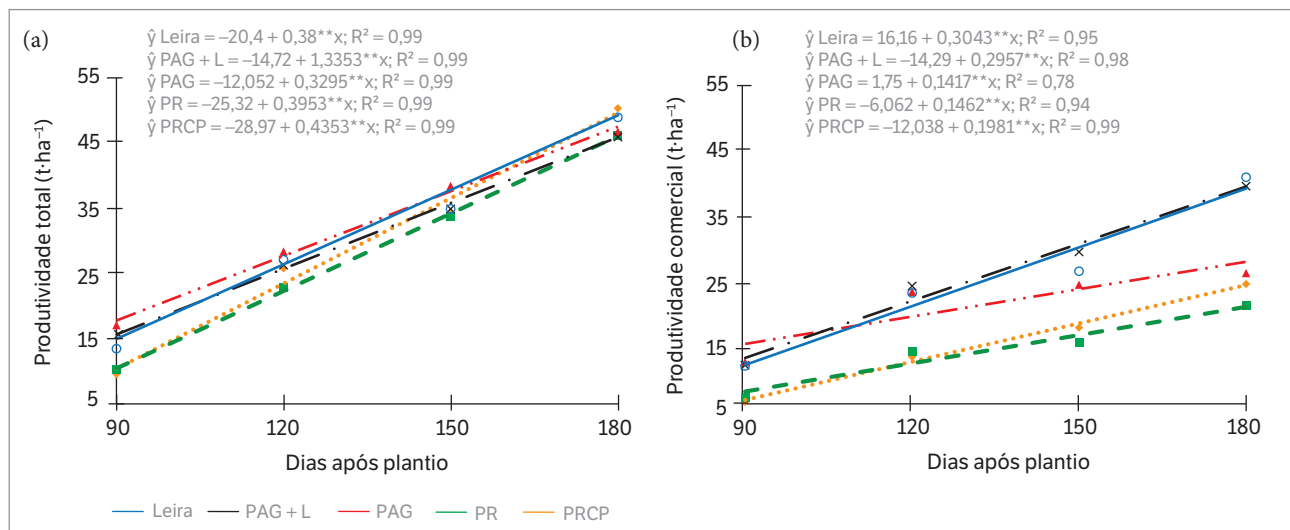 (a)
ŷ Leira = –20,4 + 0,38**x; R² = 0,99
ŷ PAG + L = –14,72 + 1,3353**x; R² = 0,99
ŷ PAG = –12,052 + 0,3295**x; R² = 0,99
ŷ PR = –25,32 + 0,3953**x; R² = 0,99
ŷ PRCP = –28,97 + 0,4353**x; R² = 0,99
Produtividade total (t·ha⁻¹)
55
45
35
25
15
5
90 120 150 180
Dias após plantio
(b)
ŷ Leira = 16,16 + 0,3043**x; R² = 0,95
ŷ PAG + L = –14,29 + 0,2957**x; R² = 0,98
ŷ PAG = 1,75 + 0,1417**x; R² = 0,78
ŷ PR = –6,062 + 0,1462**x; R² = 0,94
ŷ PRCP = –12,038 + 0,1981**x; R² = 0,99
Produtividade comercial (t·ha⁻¹)
55
45
35
25
15
5
90 120 150 180
Dias após plantio
Leira PAG + L PAG PR PRCP